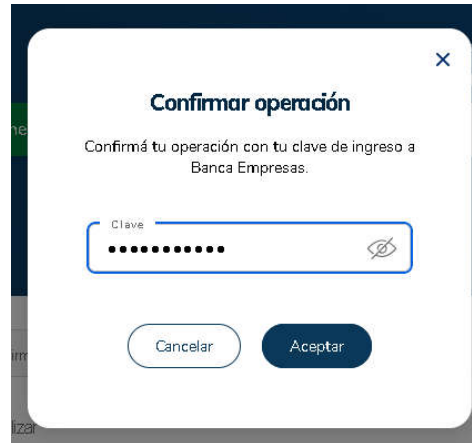 Confirmar operación
Confirmá tu operación con tu clave de ingreso a
Banca Empresas.
Clave
•••••••••••
Cancelar
Aceptar